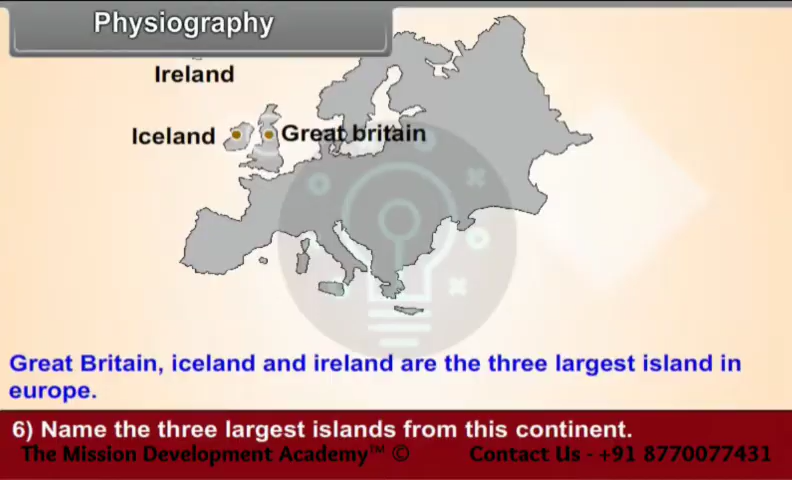 Physiography
Ireland
Iceland
Great britain
Great Britain, iceland and ireland are the three largest island in
europe.
6) Name the three largest islands from this continent.
The Mission Development Academy™ © Contact Us - +91 8770077431